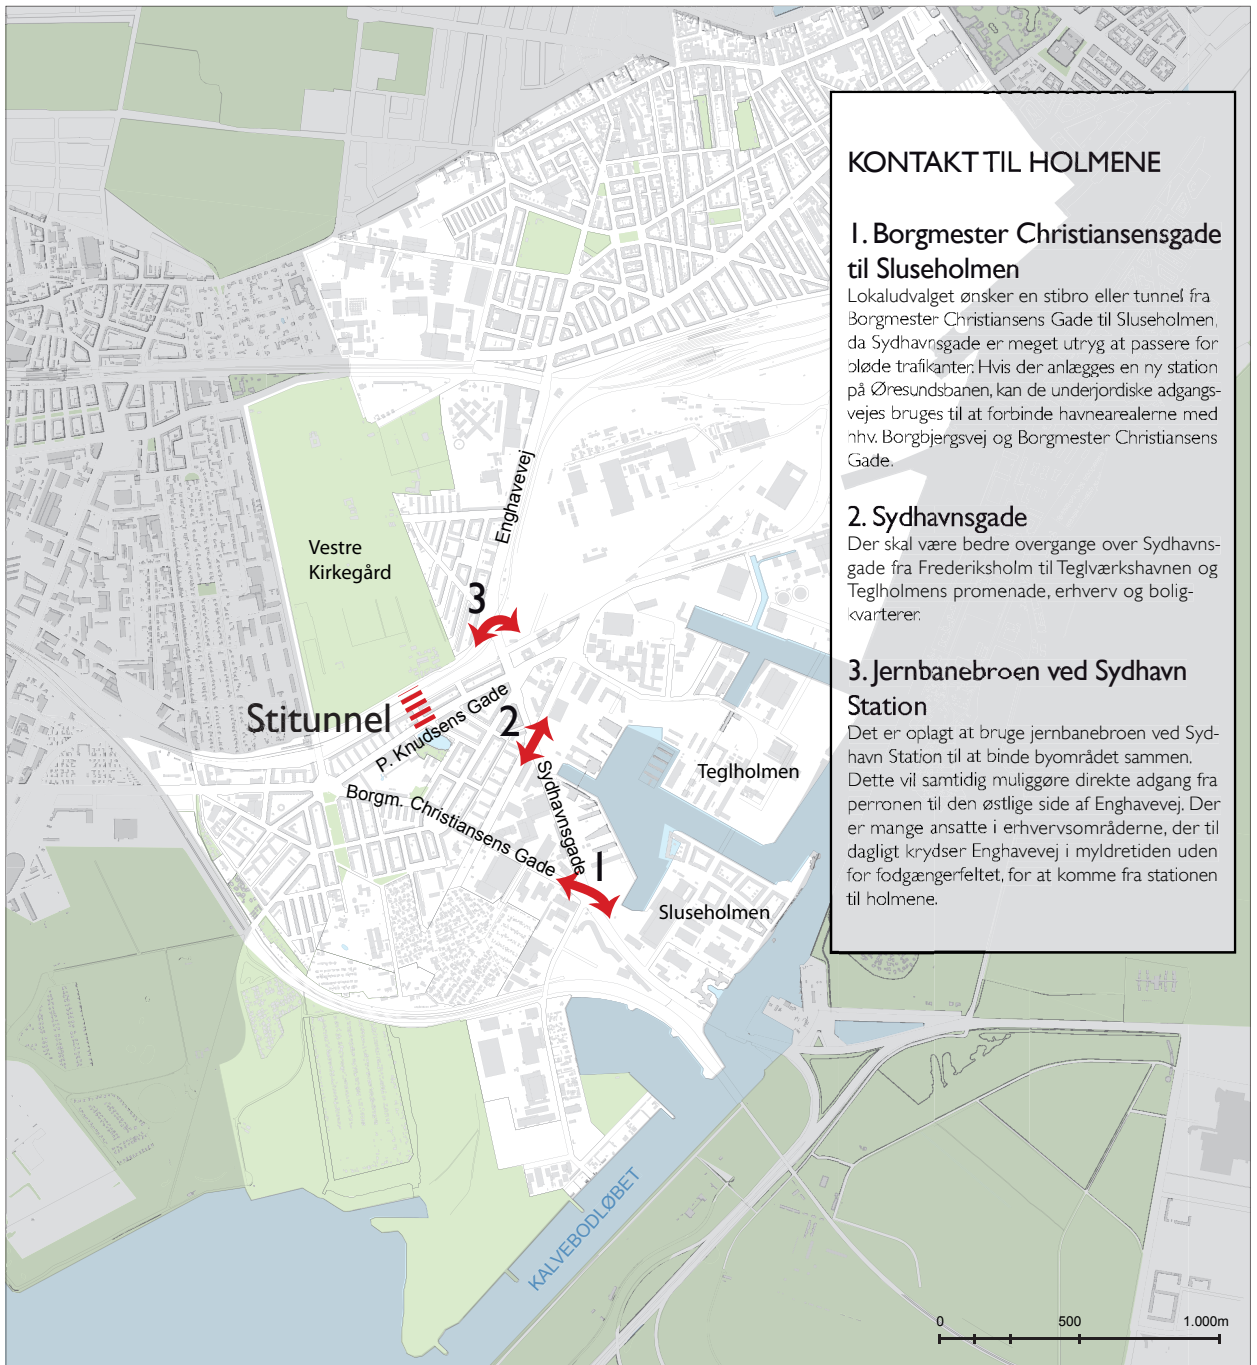 KONTAKT TIL HOLMENE
1. Borgmester Christiansensgade
til Sluseholmen
Lokaludvalget ønsker en stibro eller tunnel fra
Borgmester Christiansens Gade til Sluseholmen,
da Sydhavnsgade er meget utryg at passere for
bløde trafikanter. Hvis der anlægges en ny station
på Øresundsbanen, kan de underjordiske adgangs-
vejes bruges til at forbinde havnearealerne med
hhv. Borgbjergsvej og Borgmester Christiansens
Gade.
2. Sydhavnsgade
Der skal være bedre overgange over Sydhavns-
gade fra Frederiksholm til Teglværkshavnen og
Teglholmens promenade, erhverv og bolig-
kvarterer.
3. Jernbanebroen ved Sydhavn
Station
Det er oplagt at bruge jernbanebroen ved Syd-
havn Station til at binde byområdet sammen.
Dette vil samtidig muliggøre direkte adgang fra
perronen til den østlige side af Enghavevej. Der
er mange ansatte i erhvervsområderne, der til
dagligt krydser Enghavevej i myldretiden uden
for fodgængerfeltet, for at komme fra stationen
til holmene.
Enghavevej
Vestre
Kirkegård
3
Stitunnel
P. Knudsens Gade
2
Sydhavnsgade
Teglholmen
Borgm. Christiansens Gade
1
Sluseholmen
KALVEBODLØBET
0 500 1.000m